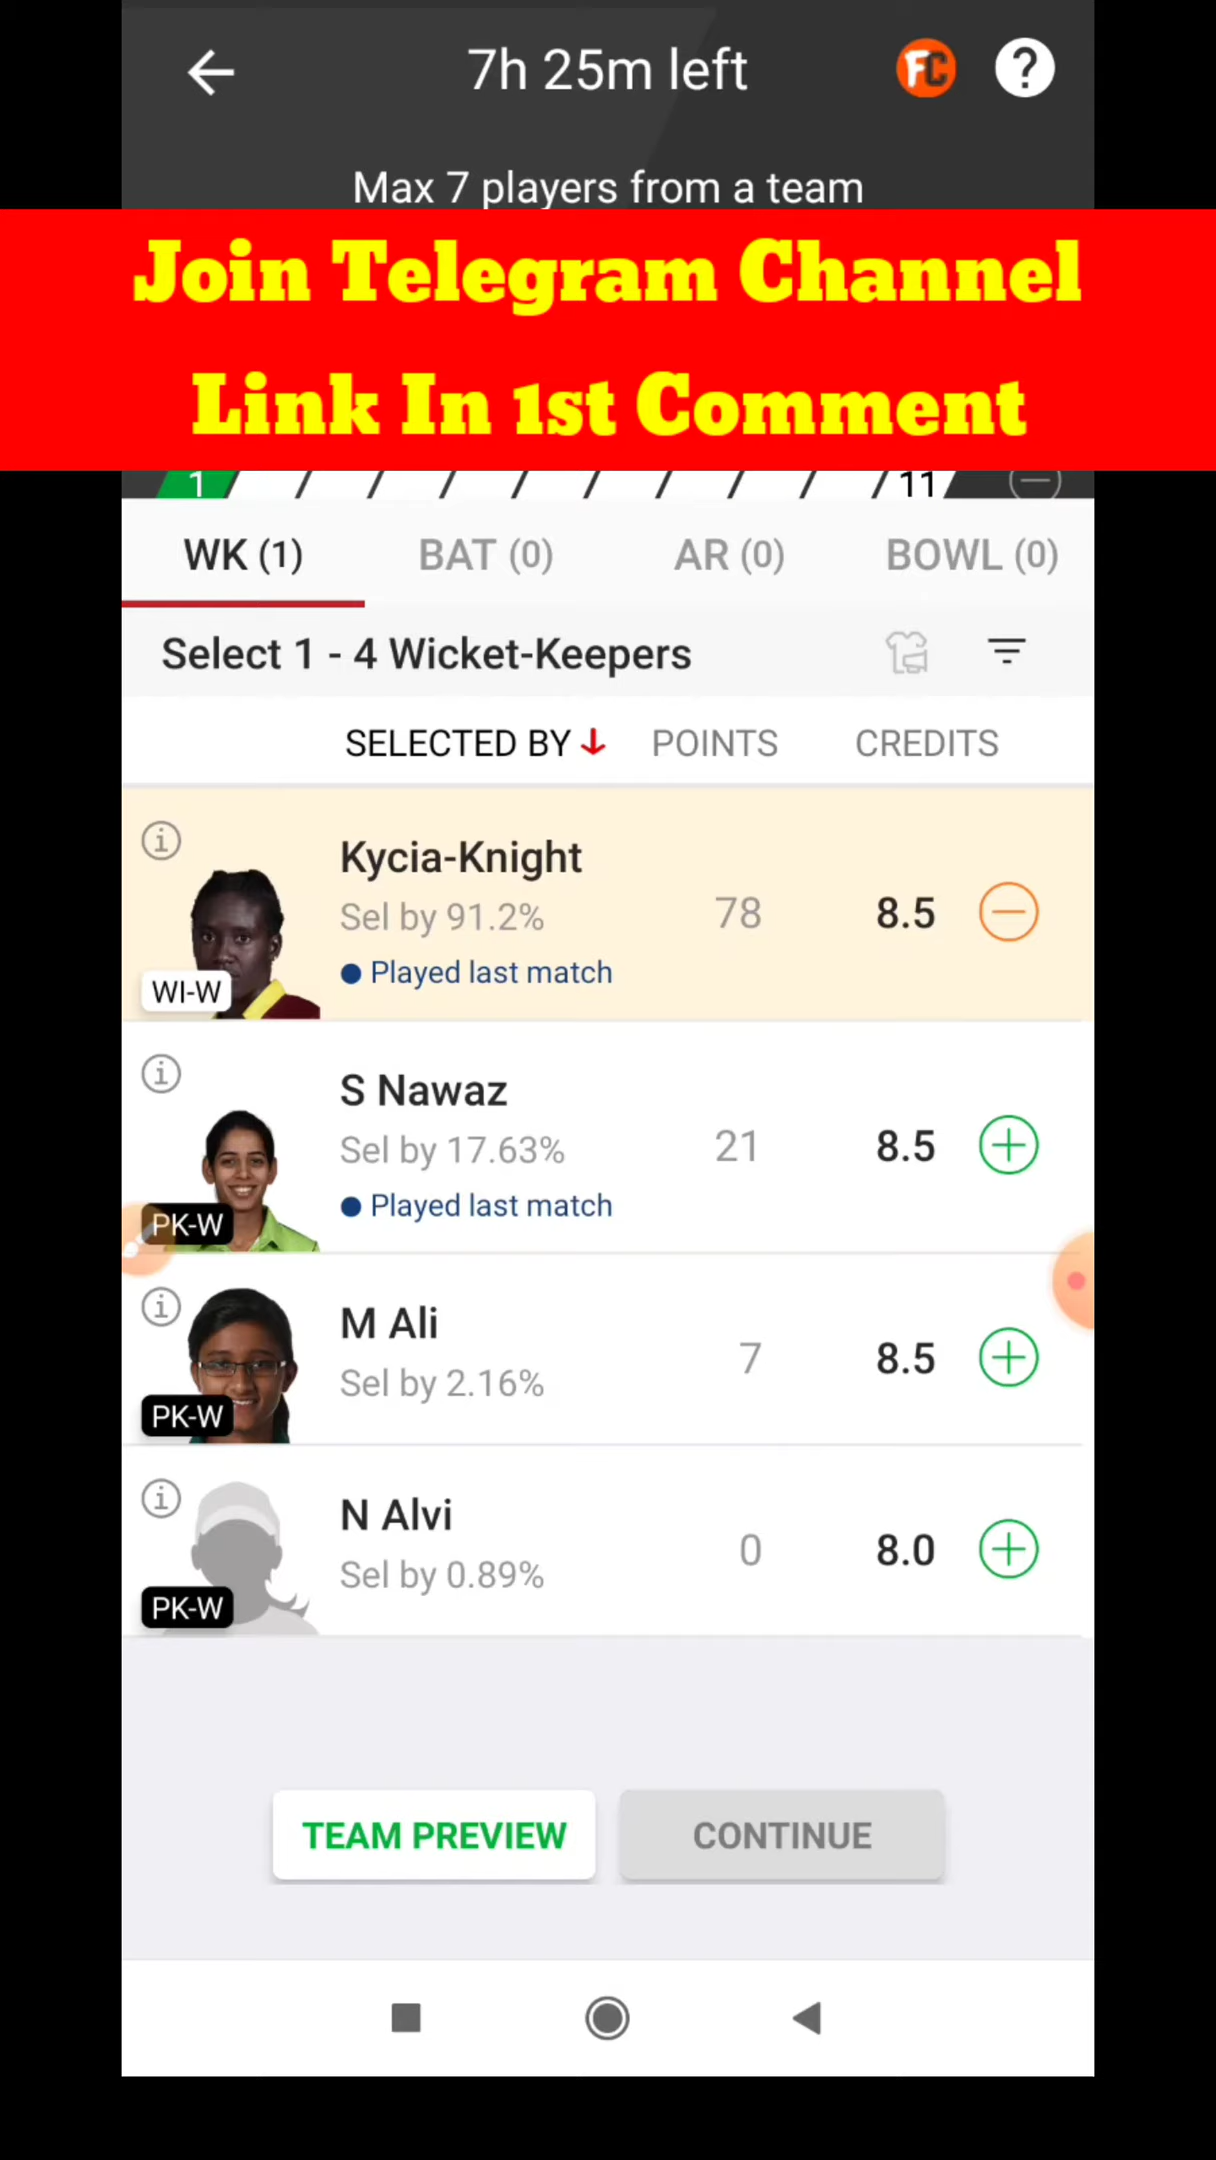 7h 25m left
FC
?
Max 7 players from a team
Join Telegram Channel
Link In 1st Comment
1
11
WK (1)
BAT (0)
AR (0)
BOWL (0)
Select 1 - 4 Wicket-Keepers
SELECTED BY
POINTS
CREDITS
Kycia-Knight
Sel by 91.2%
78
8.5
Played last match
WI-W
S Nawaz
Sel by 17.63%
21
8.5
Played last match
PK-W
M Ali
Sel by 2.16%
7
8.5
PK-W
N Alvi
Sel by 0.89%
0
8.0
PK-W
TEAM PREVIEW
CONTINUE